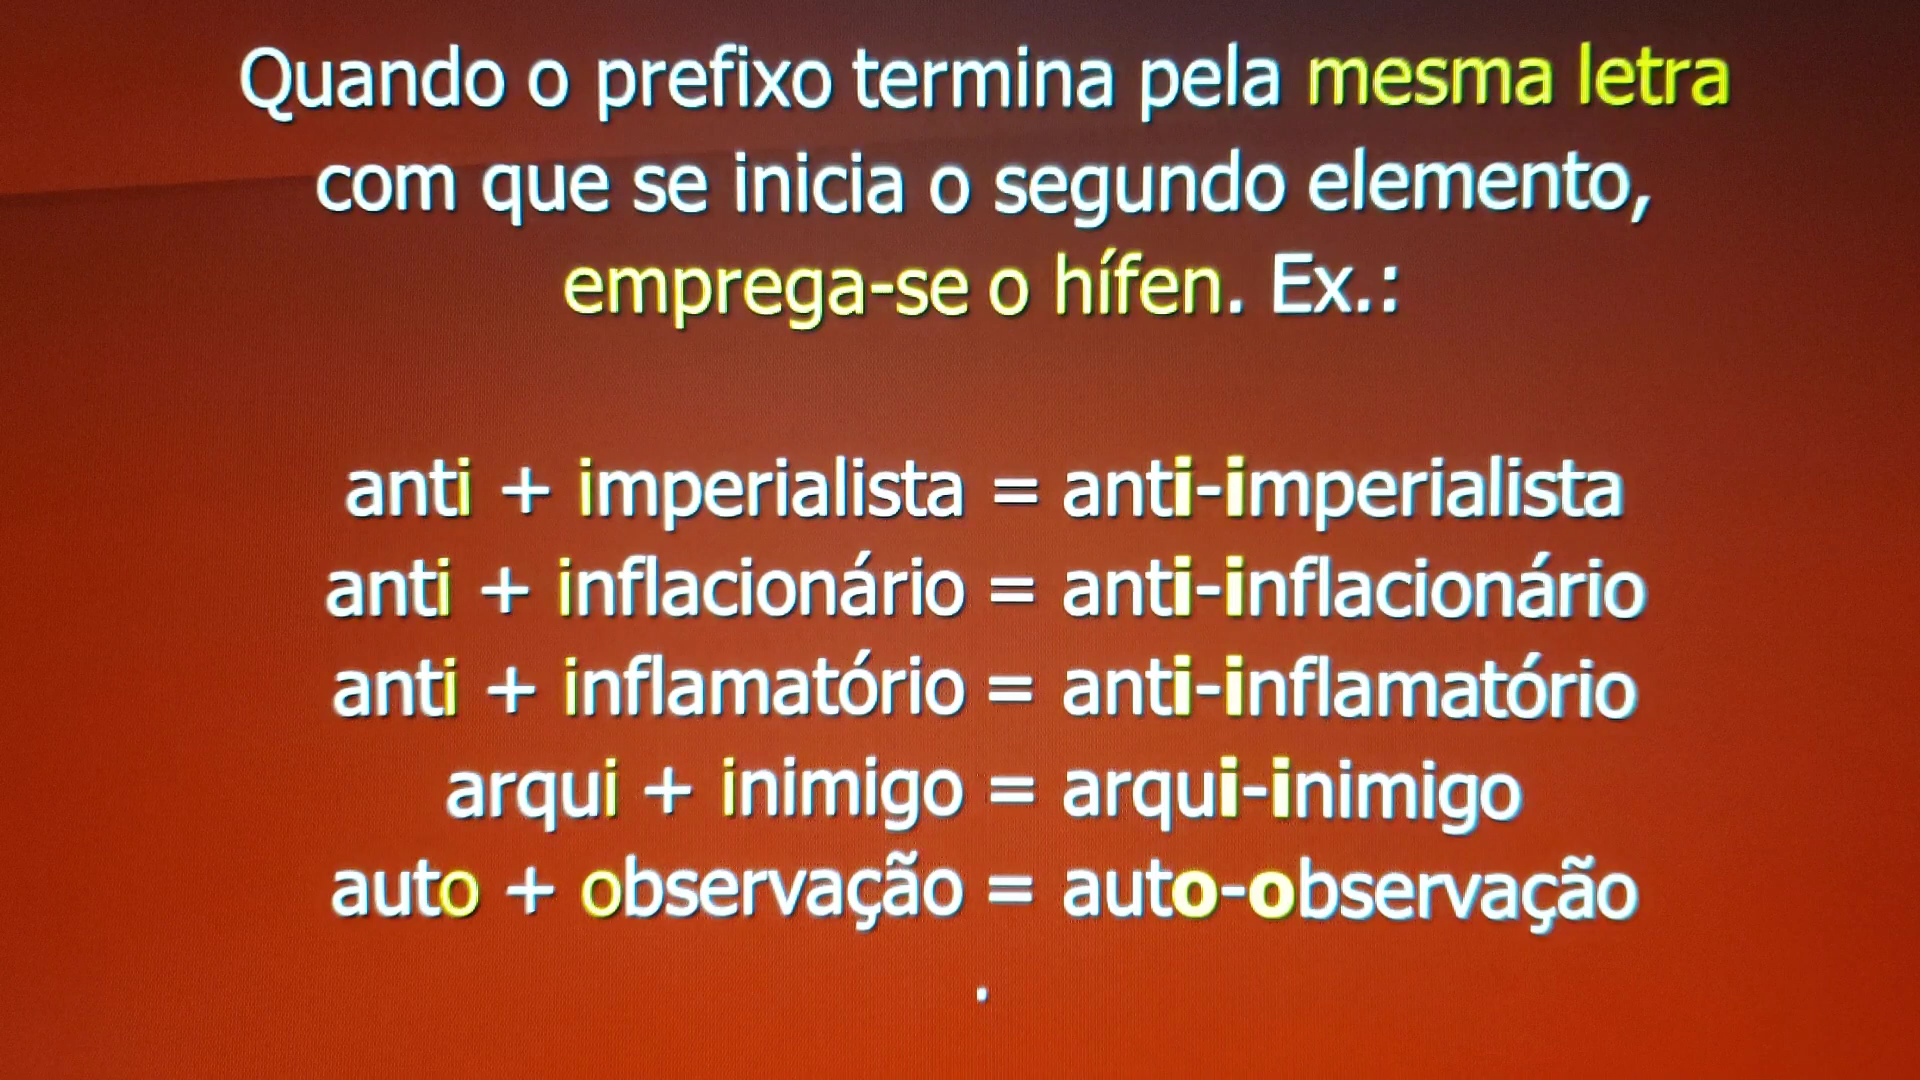 Quando o prefixo termina pela mesma letra
com que se inicia o segundo elemento,
emprega-se o hífen. Ex.:
anti + imperialista = anti-imperialista
anti + inflacionário = anti-inflacionário
anti + inflamatório = anti-inflamatório
arqui + inimigo = arqui-inimigo
auto + observação = auto-observação
.